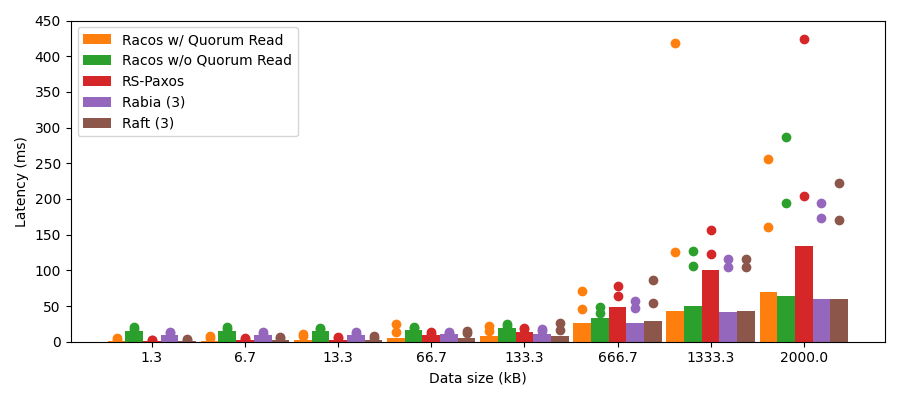 450
400
350
300
250
200
150
100
50
0
Latency (ms)
Racos w/ Quorum Read
Racos w/o Quorum Read
RS-Paxos
Rabia (3)
Raft (3)
1.3 6.7 13.3 66.7 133.3 666.7 1333.3 2000.0
Data size (kB)